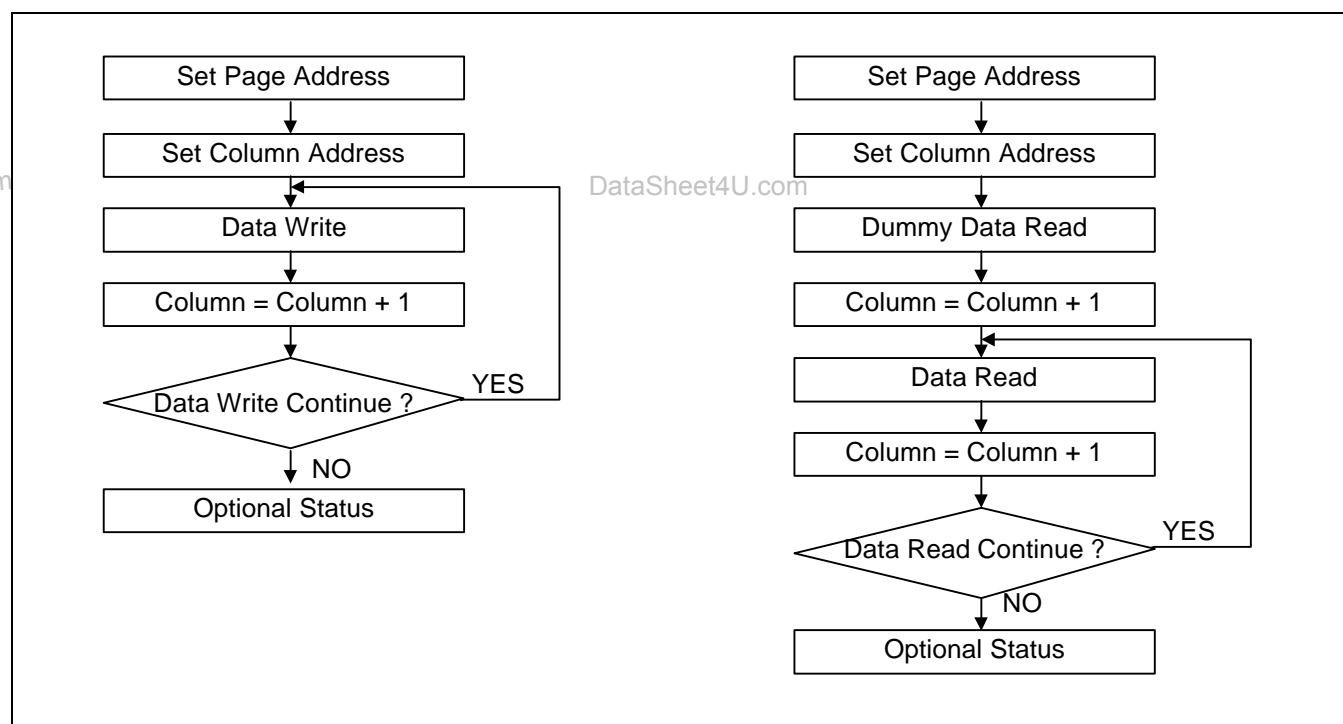 Set Page Address
Set Column Address
Data Write
Column = Column + 1
Data Write Continue ?
YES
NO
Optional Status
DataSheet4U.com
Set Page Address
Set Column Address
Dummy Data Read
Column = Column + 1
Data Read
Column = Column + 1
Data Read Continue ?
YES
NO
Optional Status